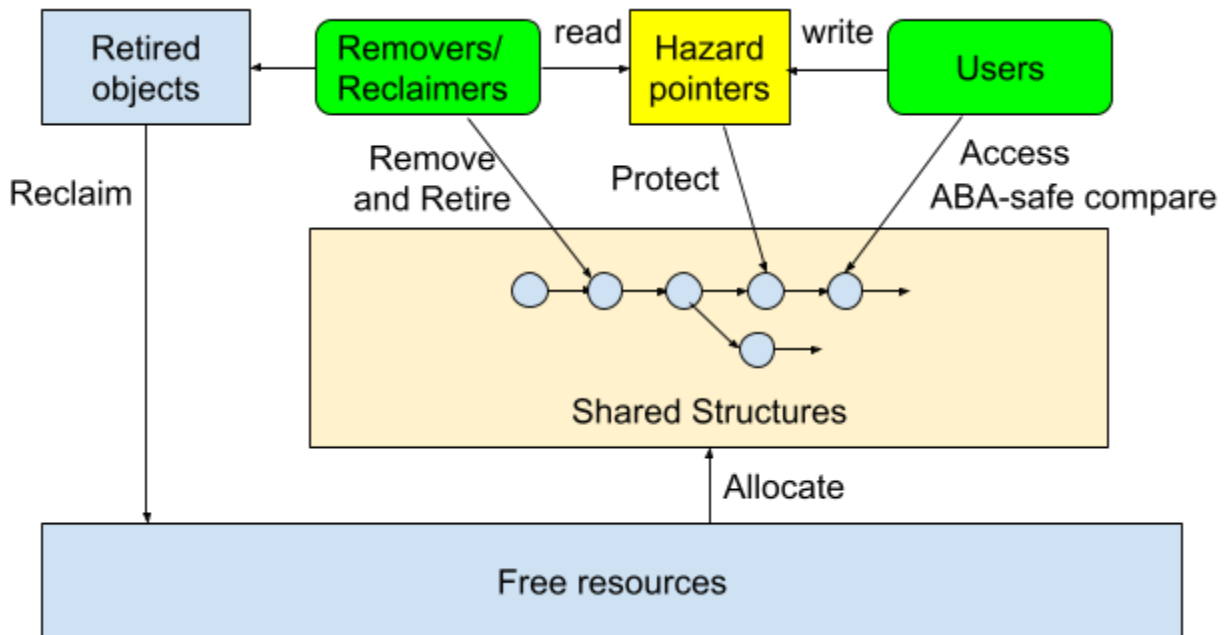 Retired
objects
Removers/
Reclaimers
read
Hazard
pointers
write
Users
Reclaim
Remove
and Retire
Protect
Access
ABA-safe compare
Shared Structures
Allocate
Free resources